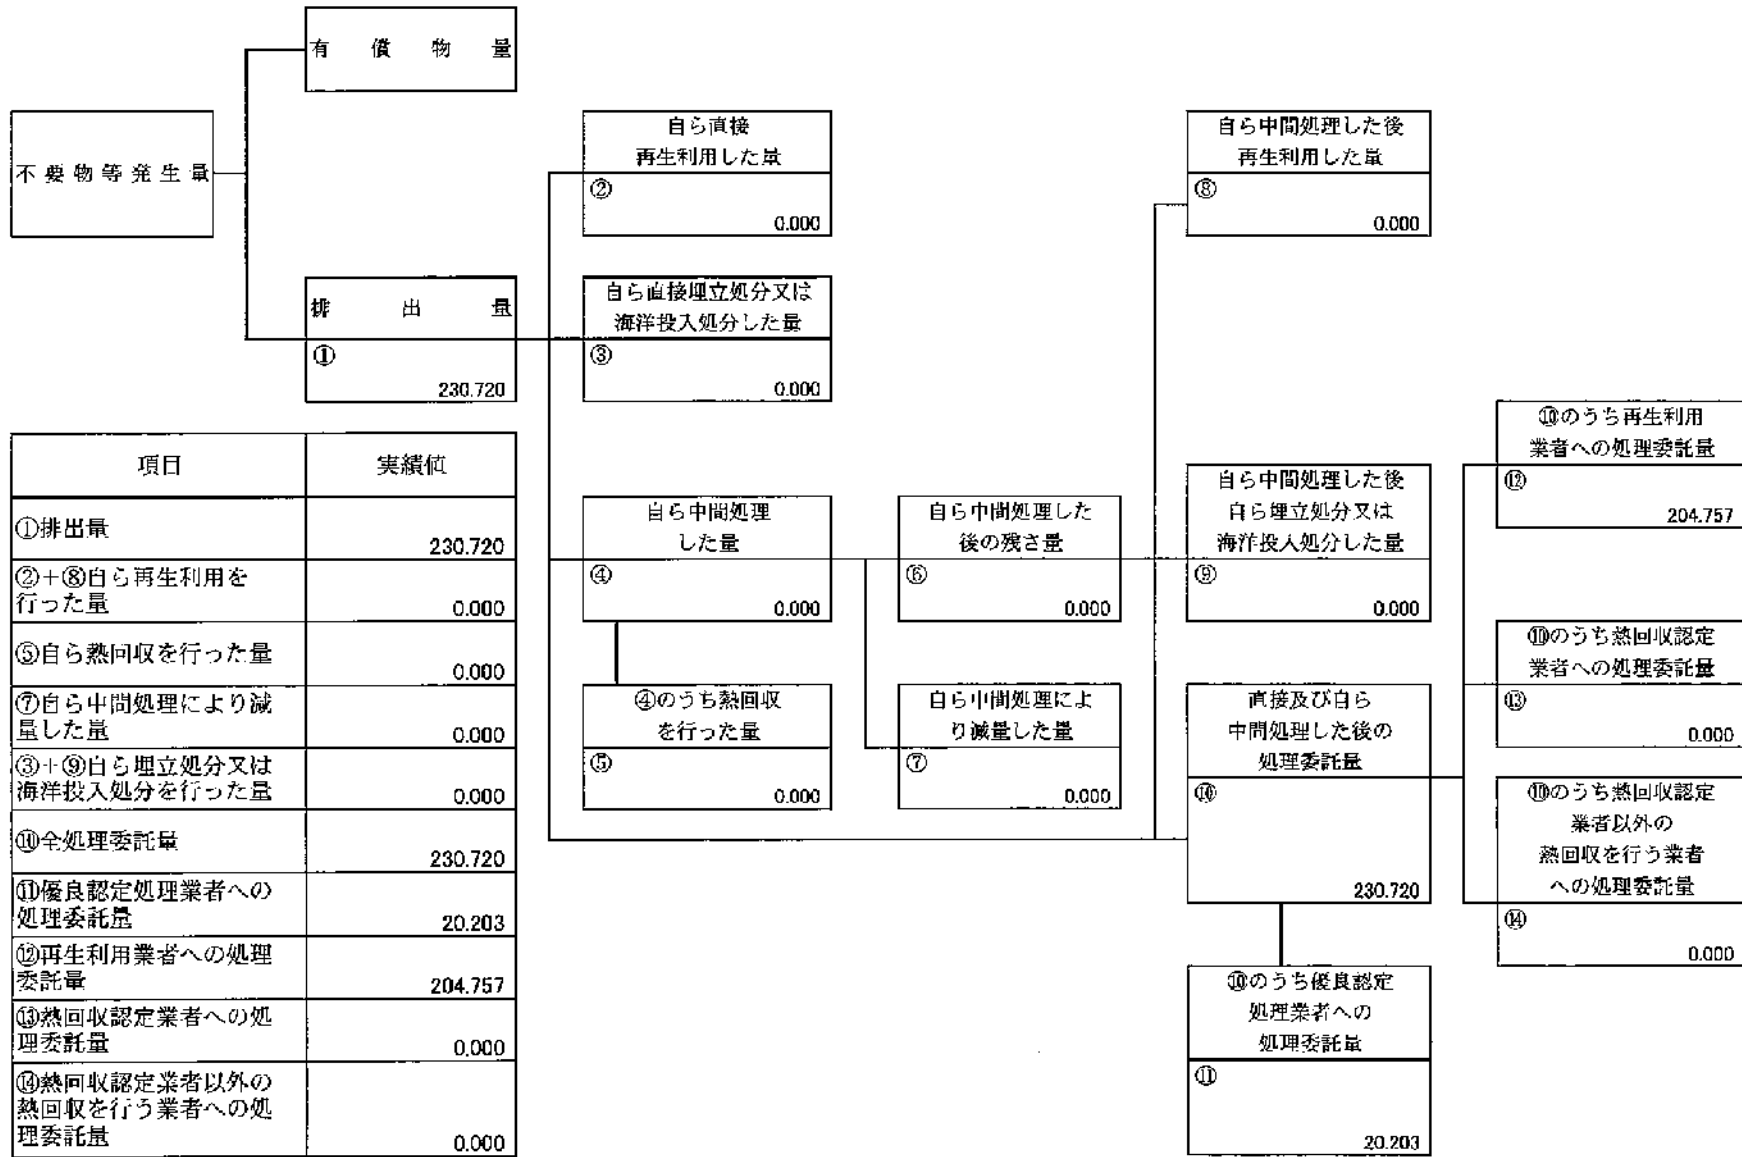 有償物量
不要物等発生量
排出量
①
230.720
自ら直接
再生利用した量
②
0.000
自ら直接埋立処分又は
海洋投入処分した量
③
0.000
自ら中間処理
した量
④
0.000
④のうち熱回収
を行った量
⑤
0.000
自ら中間処理した
後の残さ量
⑥
0.000
自ら中間処理によ
り減量した量
⑦
0.000
自ら中間処理した後
再生利用した量
⑧
0.000
自ら中間処理した後
自ら埋立処分又は
海洋投入処分した量
⑨
0.000
直接及び自ら
中間処理した後の
処理委託量
⑩
230.720
⑩のうち優良認定
処理業者への
処理委託量
⑪
20.203
⑩のうち再生利用
業者への処理委託量
⑫
204.757
⑩のうち熱回収認定
業者への処理委託量
⑬
0.000
⑩のうち熱回収認定
業者以外の
熱回収を行う業者
への処理委託量
⑭
0.000
項目 実績値
①排出量
230.720
②+⑧自ら再生利用を
行った量 0.000
⑤自ら熱回収を行った量
0.000
⑦自ら中間処理により減
量した量 0.000
③+⑨自ら埋立処分又は
海洋投入処分を行った量 0.000
⑩全処理委託量
230.720
⑪優良認定処理業者への
処理委託量 20.203
⑫再生利用業者への処理
委託量 204.757
⑬熱回収認定業者への処
理委託量 0.000
⑭熱回収認定業者以外の
熱回収を行う業者への処
理委託量 0.000